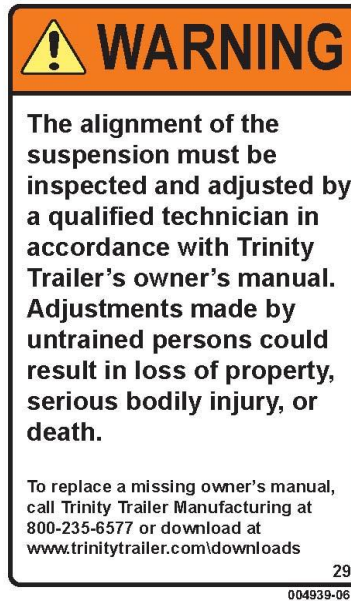 WARNING
The alignment of the
suspension must be
inspected and adjusted by
a qualified technician in
accordance with Trinity
Trailer's owner's manual.
Adjustments made by
untrained persons could
result in loss of property,
serious bodily injury, or
death.
To replace a missing owner's manual,
call Trinity Trailer Manufacturing at
800-235-6577 or download at
www.trinitytrailer.com\downloads
29
004939-06